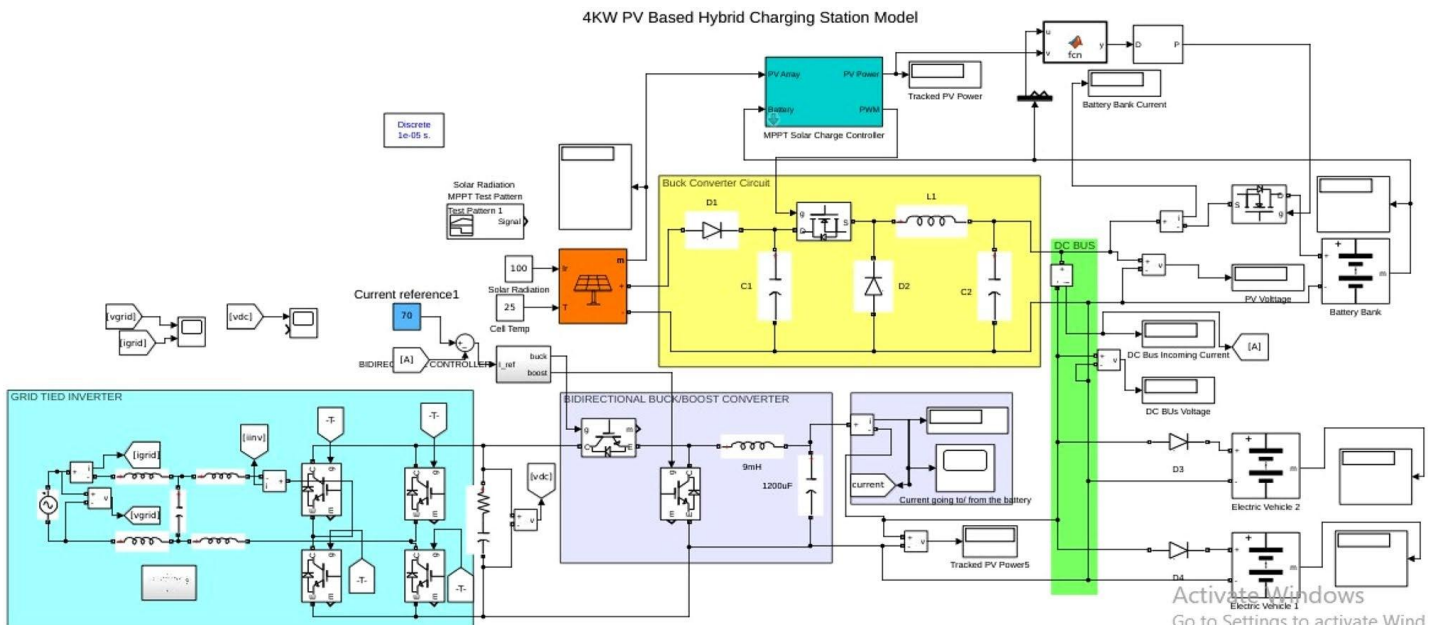 4KW PV Based Hybrid Charging Station Model
u
v
fcn
y
D
P
PV Array
PV Power
Battery
PWM
MPPT Solar Charge Controller
Tracked PV Power
Battery Bank Current
Discrete
1e-05 s.
Solar Radiation
MPPT Test Pattern
Test Pattern 1
Signal
Buck Converter Circuit
D1
g
D
S
L1
C1
D2
C2
100
Ir
Solar Radiation
25
T
Cell Temp
m
+
-
DC BUS
+
i
-
S
D
g
+
v
-
PV Volttage
+
m
-
Battery Bank
[vgrid]
[igrid]
[vdc]
Current reference1
70
[A]
BIDIREC
CONTROLLER
I_ref
buck
boost
DC Bus Incoming Current
[A]
+
v
-
DC BUs Voltage
GRID TIED INVERTER
[igrid]
[vgrid]
[iinv]
-T-
-T-
-T-
-T-
[vdc]
+
v
-
BIDIRECTIONAL BUCK/BOOST CONVERTER
g
m
C
E
9mH
1200uF
current
Current going to/ from the battery
Tracked PV Power5
D3
+
m
-
Electric Vehicle 2
D4
+
m
-
Electric Vehicle 1
Activate Windows
Go to Settings to activate Wind